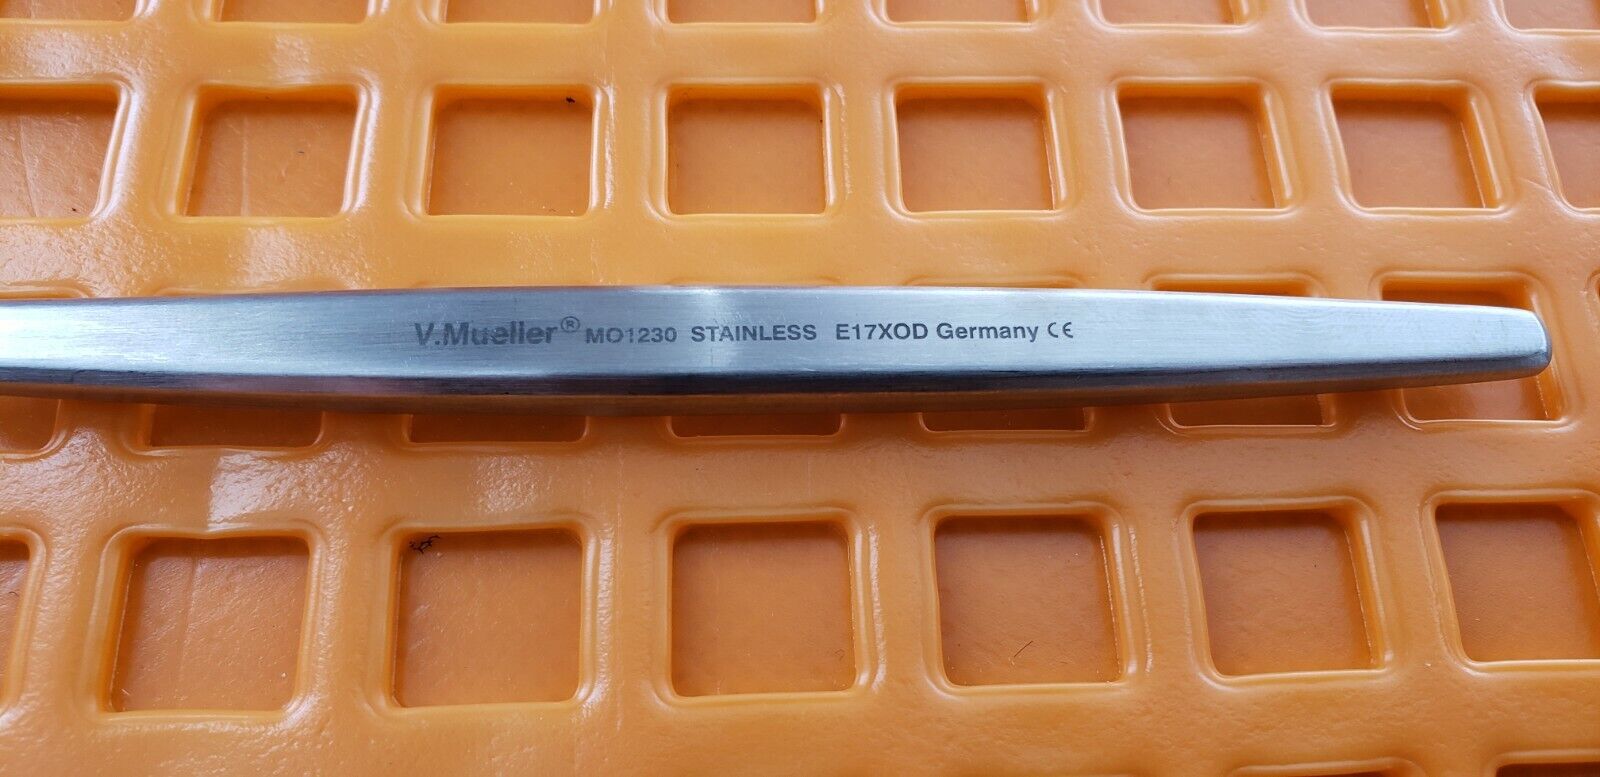 V.Mueller® MO1230 STAINLESS E17XOD Germany CE